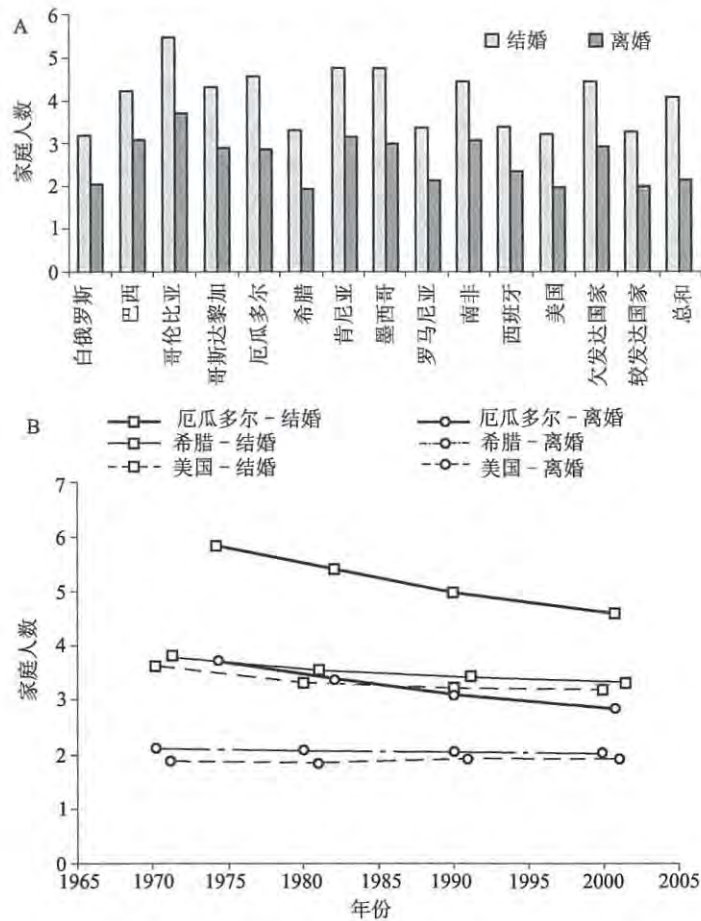 A
6
5
4
3
2
1
0
家庭人数
结婚 离婚
白俄罗斯
巴西
哥伦比亚
哥斯达黎加
厄瓜多尔
希腊
肯尼亚
墨西哥
罗马尼亚
南非
西班牙
美国
欠发达国家
较发达国家
总和
B
厄瓜多尔－结婚 厄瓜多尔－离婚
希腊－结婚 希腊－离婚
美国－结婚 美国－离婚
7
6
5
4
3
2
1
0
家庭人数
1965 1970 1975 1980 1985 1990 1995 2000 2005
年份